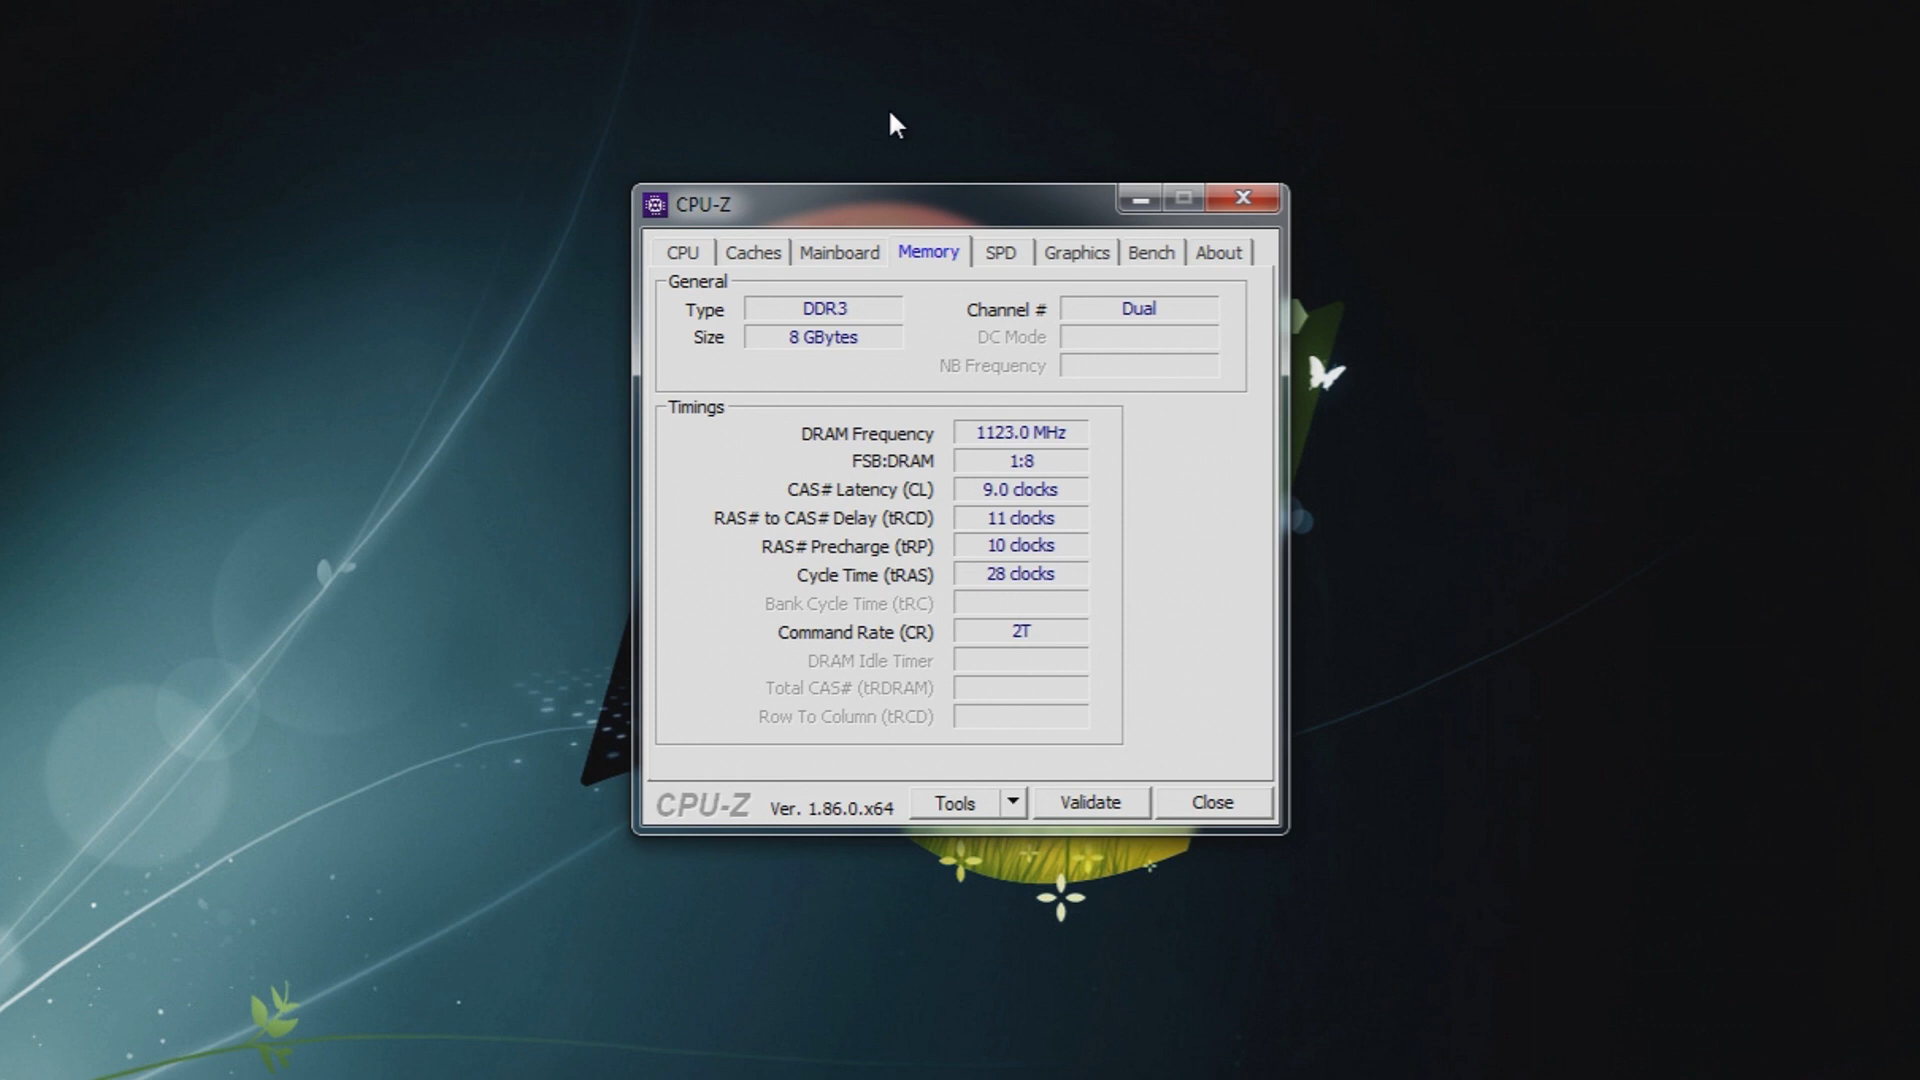 CPU-Z
CPU Caches Mainboard Memory SPD Graphics Bench About
General
Type DDR3 Channel # Dual
Size 8 GBytes DC Mode
NB Frequency
Timings
DRAM Frequency 1123.0 MHz
FSB:DRAM 1:8
CAS# Latency (CL) 9.0 clocks
RAS# to CAS# Delay (tRCD) 11 clocks
RAS# Precharge (tRP) 10 clocks
Cycle Time (tRAS) 28 clocks
Bank Cycle Time (tRC)
Command Rate (CR) 2T
DRAM Idle Timer
Total CAS# (tRDRAM)
Row To Column (tRCD)
CPU-Z Ver. 1.86.0.x64 Tools Validate Close